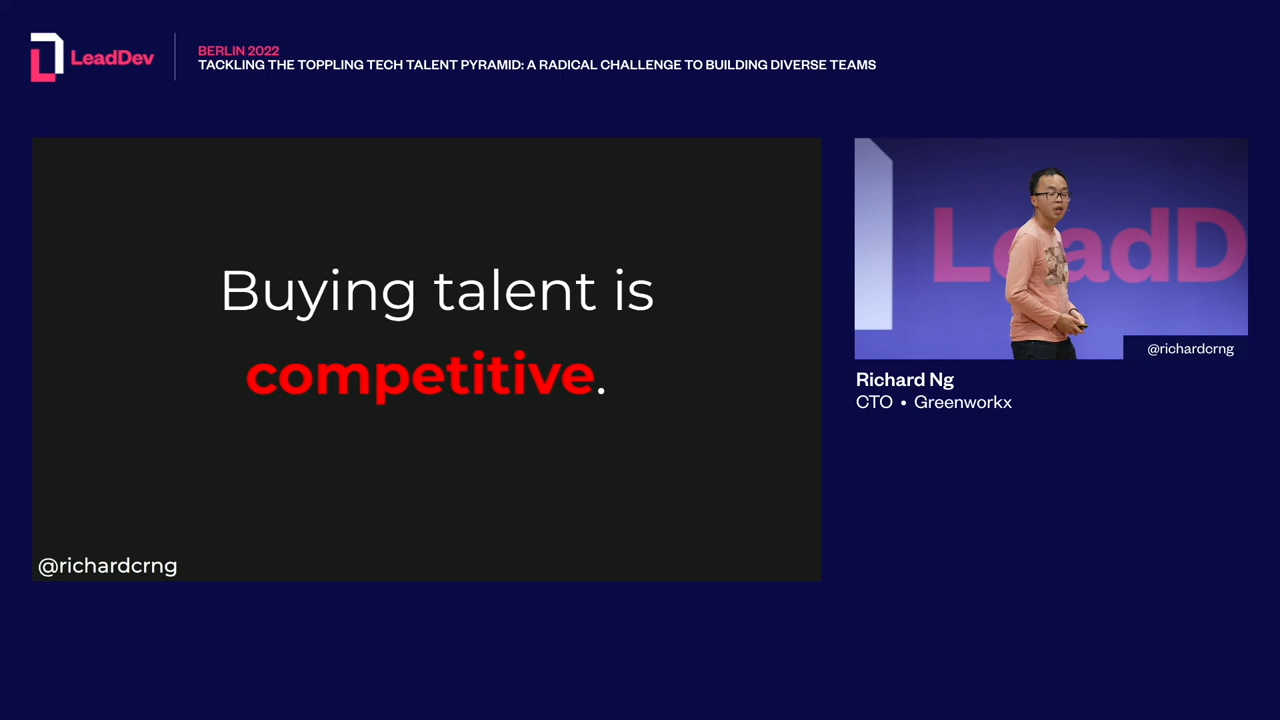 LeadDev
BERLIN 2022
TACKLING THE TOPPLING TECH TALENT PYRAMID: A RADICAL CHALLENGE TO BUILDING DIVERSE TEAMS
Buying talent is
competitive.
@richardcrng
LeadD
@richardcrng
Richard Ng
CTO • Greenworkx